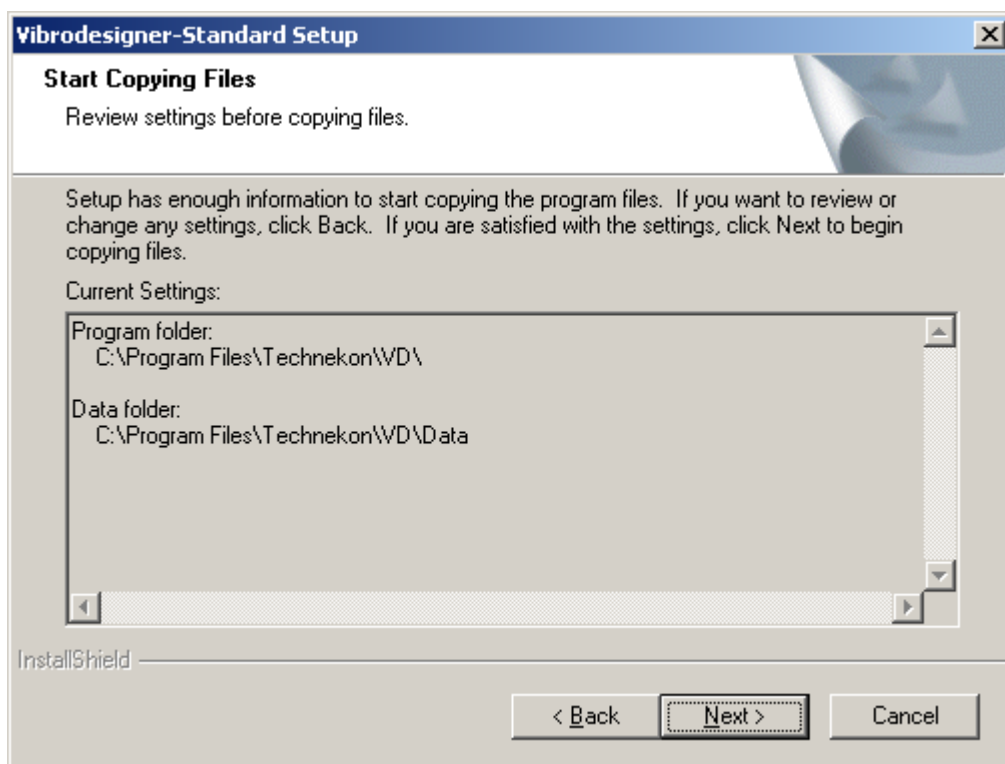 Vibrodesigner-Standard Setup
Start Copying Files
Review settings before copying files.
Setup has enough information to start copying the program files.  If you want to review or
change any settings, click Back.  If you are satisfied with the settings, click Next to begin
copying files.
Current Settings:
Program folder:
C:\Program Files\Technekon\VD\
Data folder:
C:\Program Files\Technekon\VD\Data
InstallShield
< Back
Next >
Cancel